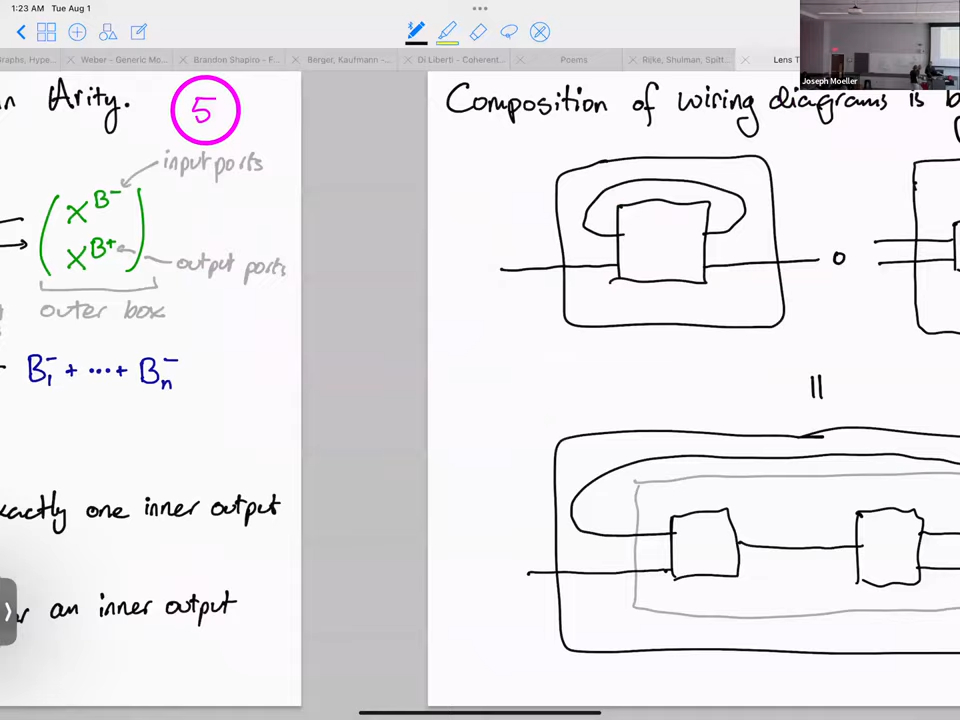 1:23 AM Tue Aug 1
raphs, Hype...
Weber - Generic Mo...
Brandon Shapiro - F...
Berger, Kaufmann -...
Di Liberti - Coherent...
Poems
Rijke, Shulman, Spitt...
Lens T
Joseph Moeller
n Arity.
5
input ports
( X^B⁻
X^B⁺ )
output ports
outer box
B₁⁻ + ... + Bₙ⁻
xactly one inner output
r an inner output
Composition of wiring diagrams is b
∘
||